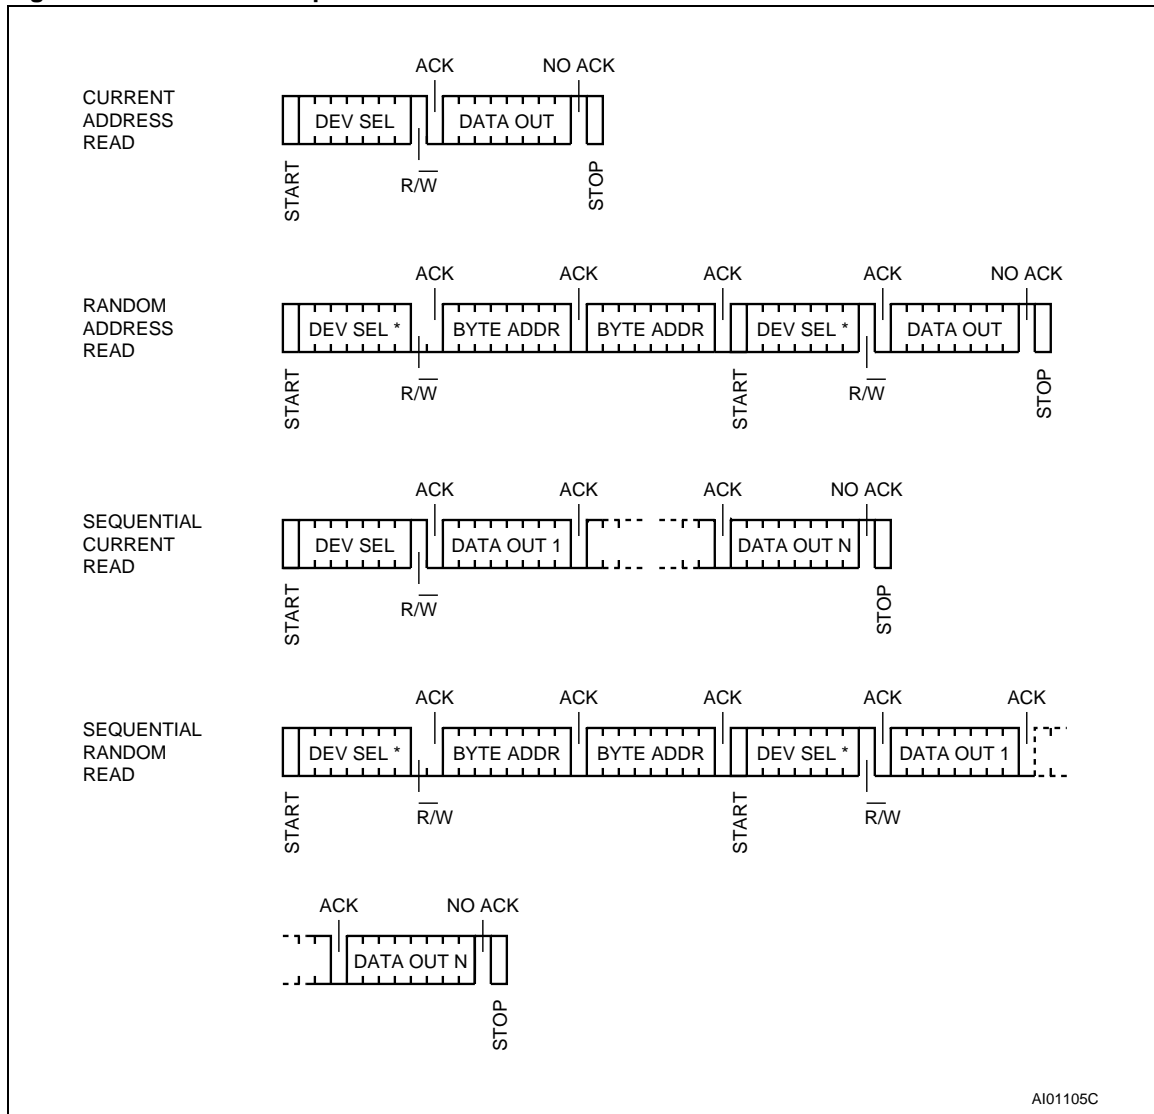 ACK NO ACK
CURRENT
ADDRESS
READ
DEV SEL DATA OUT
START R/W̅ STOP
ACK ACK ACK ACK NO ACK
RANDOM
ADDRESS
READ
DEV SEL * BYTE ADDR BYTE ADDR DEV SEL * DATA OUT
START R/W̅ START R/W̅ STOP
ACK ACK ACK NO ACK
SEQUENTIAL
CURRENT
READ
DEV SEL DATA OUT 1 DATA OUT N
START R/W̅ STOP
ACK ACK ACK ACK ACK
SEQUENTIAL
RANDOM
READ
DEV SEL * BYTE ADDR BYTE ADDR DEV SEL * DATA OUT 1
START R̅/W START R̅/W
ACK NO ACK
DATA OUT N
STOP
AI01105C